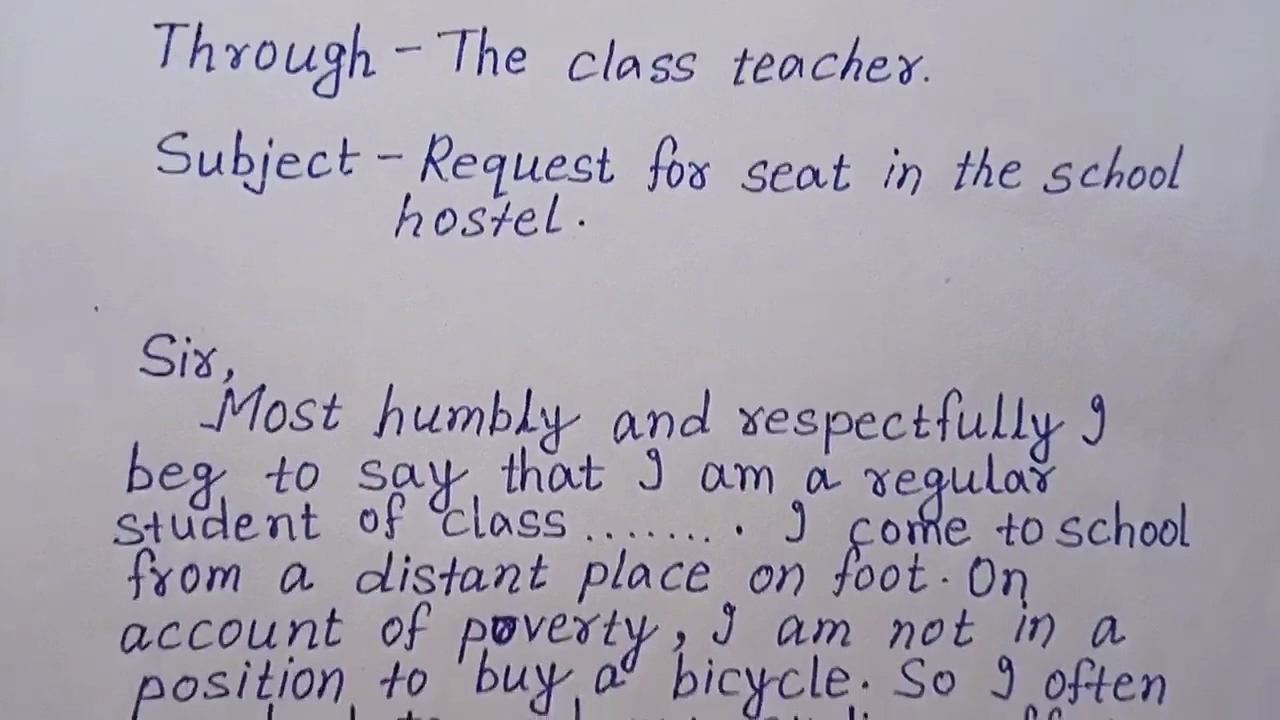 Through - The class teacher.
Subject - Request for seat in the school
hostel.
Sir,
Most humbly and respectfully I
beg to say that I am a regular
student of class ........ I come to school
from a distant place on foot. On
account of poverty, I am not in a
position to buy a bicycle. So I often